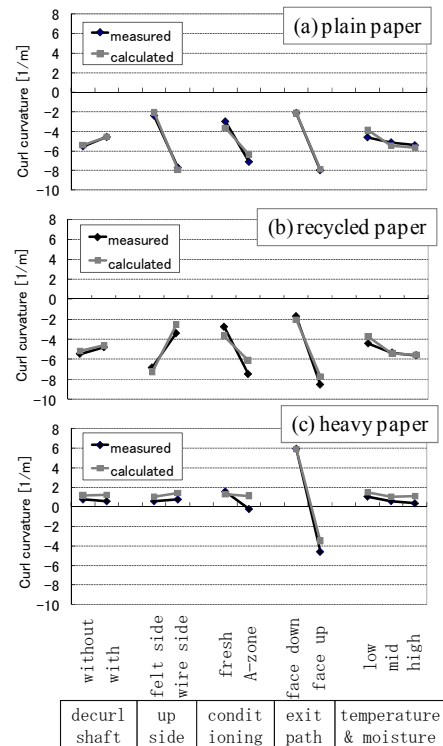 (a) plain paper
measured
calculated
Curl curvature [1/m]
8
6
4
2
0
−2
−4
−6
−8
−10
(b) recycled paper
measured
calculated
Curl curvature [1/m]
8
6
4
2
0
−2
−4
−6
−8
−10
(c) heavy paper
measured
calculated
Curl curvature [1/m]
8
6
4
2
0
−2
−4
−6
−8
−10
without
with
felt side
wire side
fresh
A-zone
face down
face up
low
mid
high
decurl
shaft
up
side
condit
ioning
exit
path
temperature
& moisture